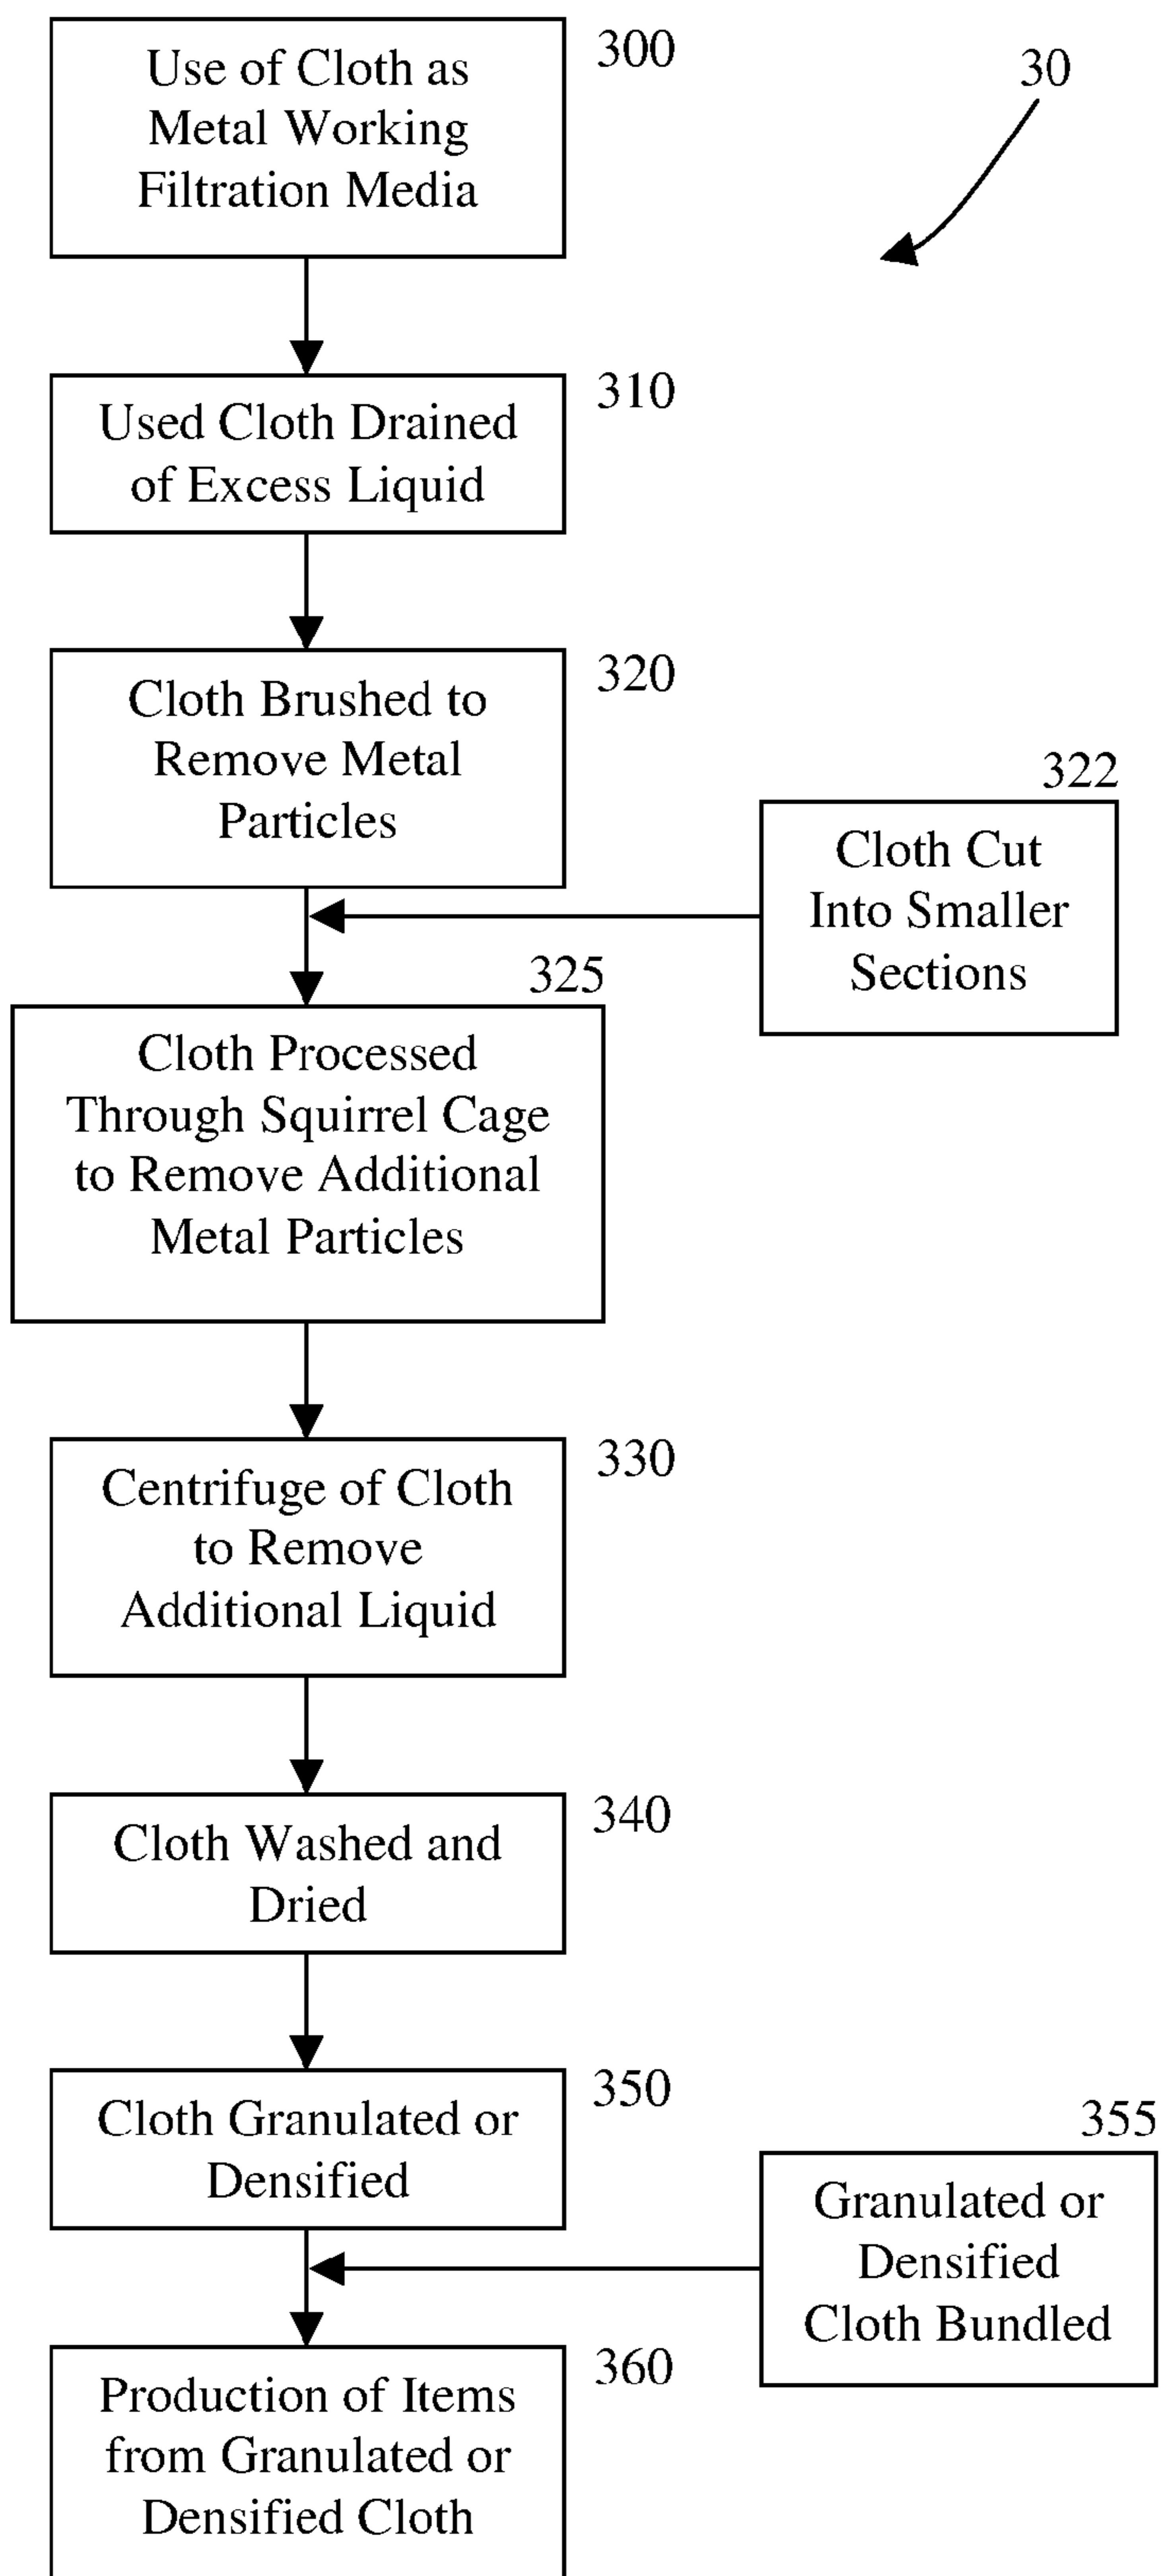 Use of Cloth as
Metal Working
Filtration Media
300
30
Used Cloth Drained
of Excess Liquid
310
Cloth Brushed to
Remove Metal
Particles
320
322
Cloth Cut
Into Smaller
Sections
325
Cloth Processed
Through Squirrel Cage
to Remove Additional
Metal Particles
Centrifuge of Cloth
to Remove
Additional Liquid
330
Cloth Washed and
Dried
340
Cloth Granulated or
Densified
350
355
Granulated or
Densified
Cloth Bundled
Production of Items
from Granulated or
Densified Cloth
360